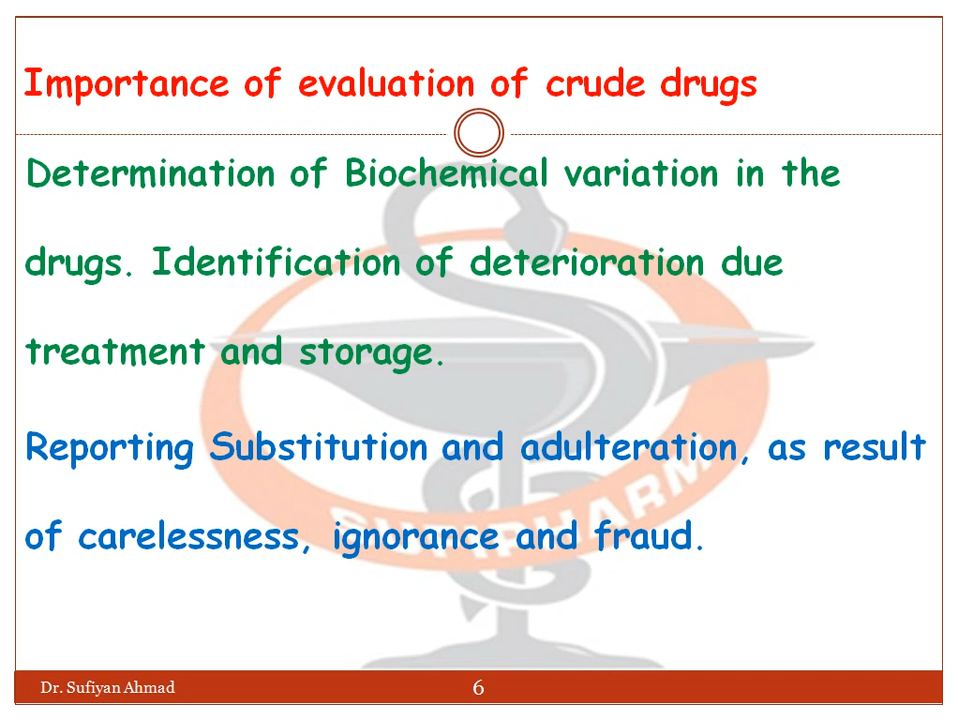 Importance of evaluation of crude drugs
Determination of Biochemical variation in the
drugs. Identification of deterioration due
treatment and storage.
Reporting Substitution and adulteration, as result
of carelessness, ignorance and fraud.
SUFIPHARM
Dr. Sufiyan Ahmad
6